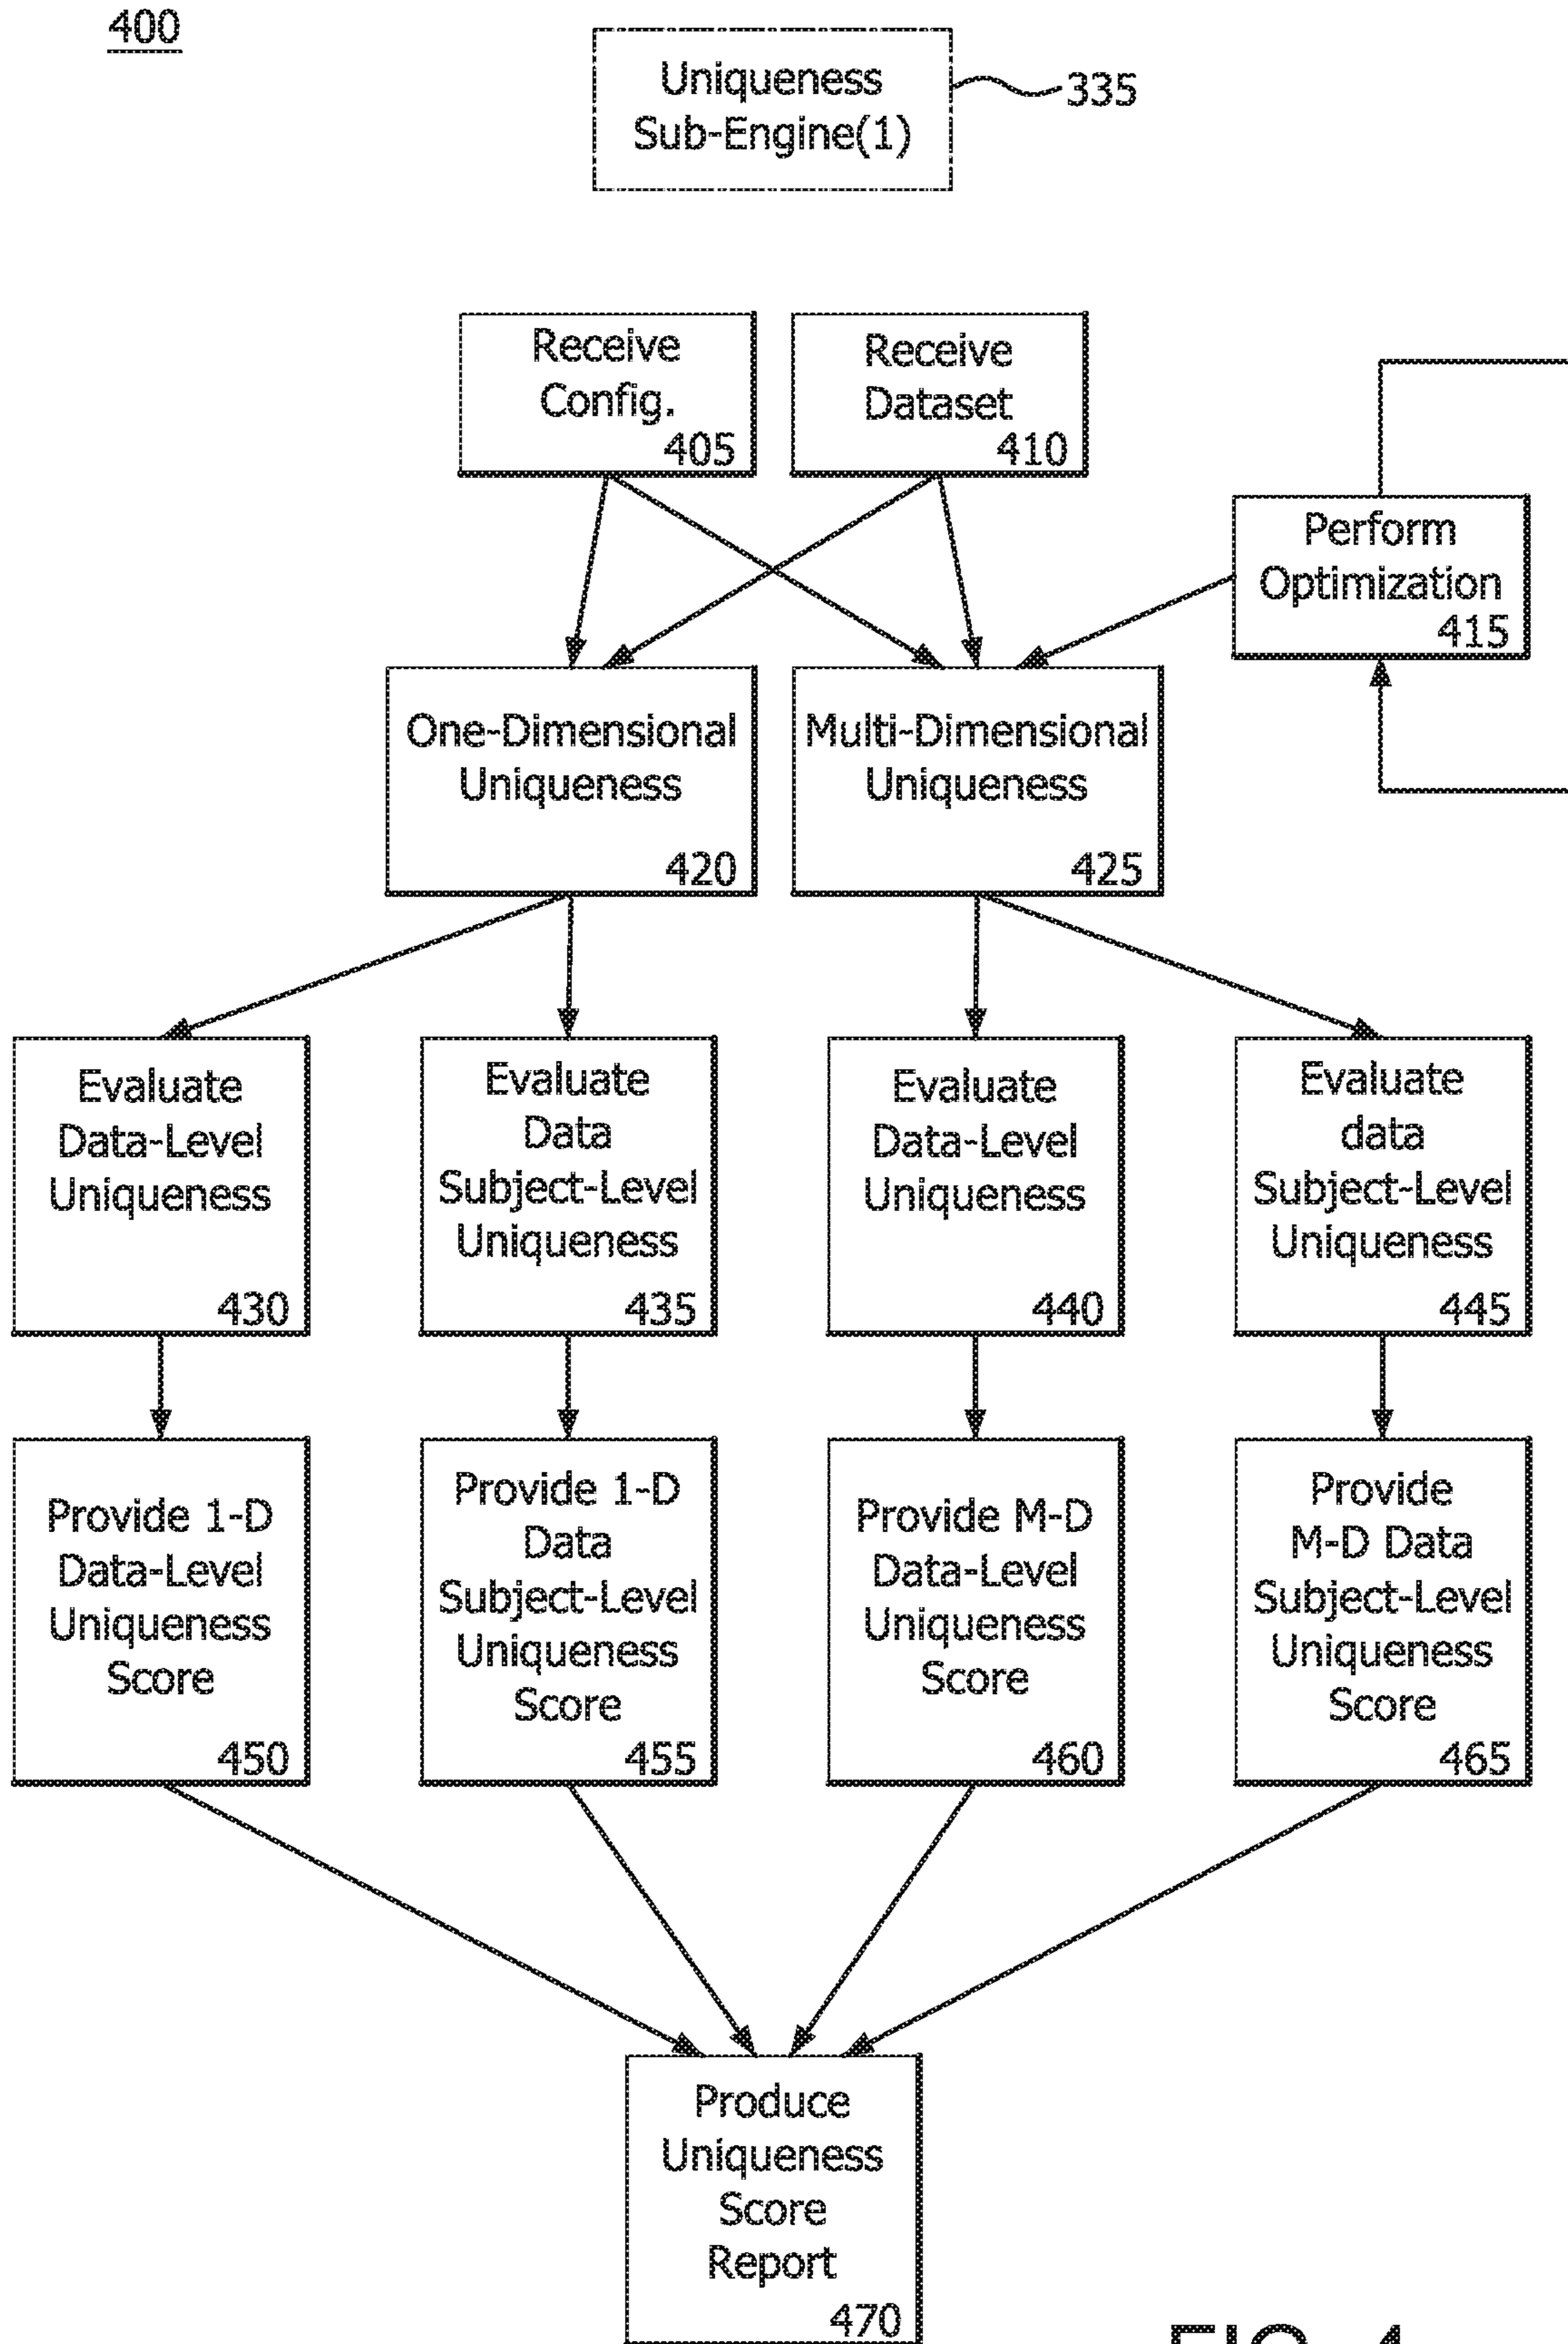 400
Uniqueness
Sub-Engine(1)
335
Receive
Config.
405
Receive
Dataset
410
Perform
Optimization
415
One-Dimensional
Uniqueness
420
Multi-Dimensional
Uniqueness
425
Evaluate
Data-Level
Uniqueness
430
Evaluate
Data
Subject-Level
Uniqueness
435
Evaluate
Data-Level
Uniqueness
440
Evaluate
data
Subject-Level
Uniqueness
445
Provide 1-D
Data-Level
Uniqueness
Score
450
Provide 1-D
Data
Subject-Level
Uniqueness
Score
455
Provide M-D
Data-Level
Uniqueness
Score
460
Provide
M-D Data
Subject-Level
Uniqueness
Score
465
Produce
Uniqueness
Score
Report
470
FIG. 4